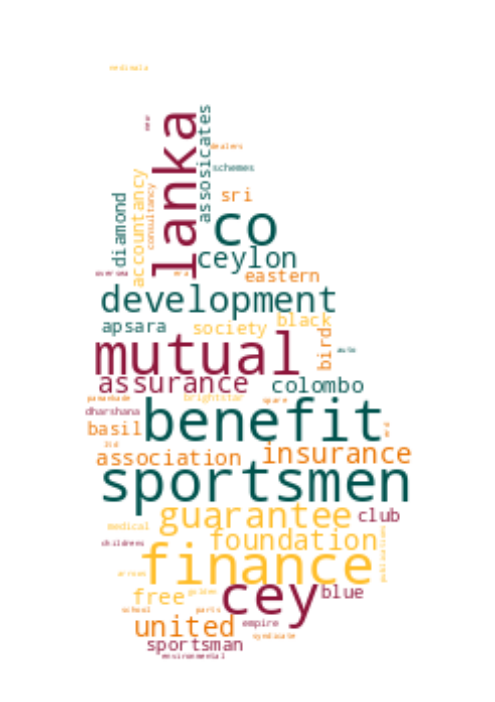 lanka
new
dealers
assosicates
schemes
accountancy
consultancy
diamond
sri
co
ceylon
oversea
eastern
development
apsara
society
black
bird
mutual
auto
assurance
colombo
brightstar
spare
dharshana
benefit
basil
ltd
association
insurance
sportsmen
guarantee
club
medical
foundation
publications
childrens
finance
free
golden
cey
blue
school
parts
united
empire
syndicate
sportsman
environmental